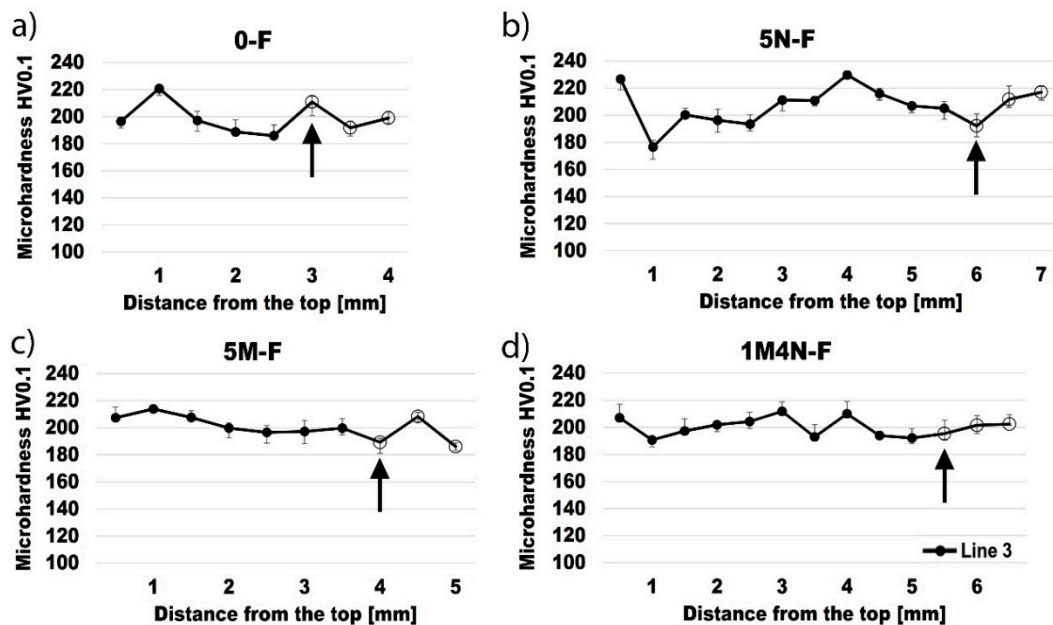 a)
0-F
Microhardness HV0.1
240
220
200
180
160
140
120
100
1 2 3 4
Distance from the top [mm]
b)
5N-F
Microhardness HV0.1
240
220
200
180
160
140
120
100
1 2 3 4 5 6 7
Distance from the top [mm]
c)
5M-F
Microhardness HV0.1
240
220
200
180
160
140
120
100
1 2 3 4 5
Distance from the top [mm]
d)
1M4N-F
Microhardness HV0.1
240
220
200
180
160
140
120
100
Line 3
1 2 3 4 5 6
Distance from the top [mm]